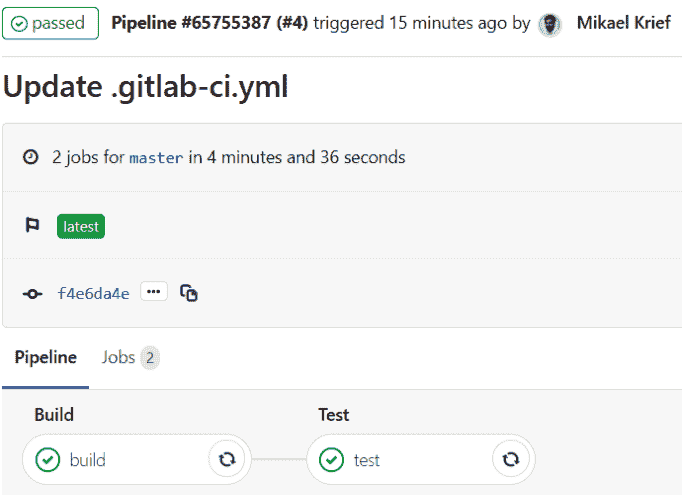 passed Pipeline #65755387 (#4) triggered 15 minutes ago by Mikael Krief
Update .gitlab-ci.yml
2 jobs for master in 4 minutes and 36 seconds
latest
f4e6da4e ...
Pipeline Jobs 2
Build Test
build test